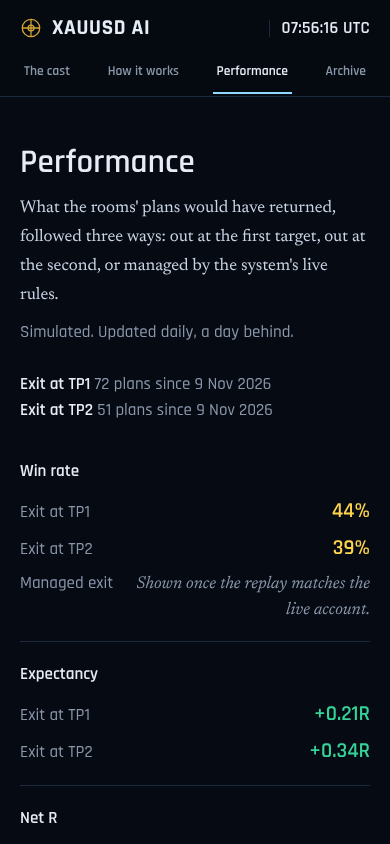 XAUUSD AI
07:56:16 UTC
The cast
How it works
Performance
Archive
Performance
What the rooms' plans would have returned,
followed three ways: out at the first target, out at
the second, or managed by the system's live
rules.
Simulated. Updated daily, a day behind.
Exit at TP1 72 plans since 9 Nov 2026
Exit at TP2 51 plans since 9 Nov 2026
Win rate
Exit at TP1 44%
Exit at TP2 39%
Managed exit Shown once the replay matches the
live account.
Expectancy
Exit at TP1 +0.21R
Exit at TP2 +0.34R
Net R